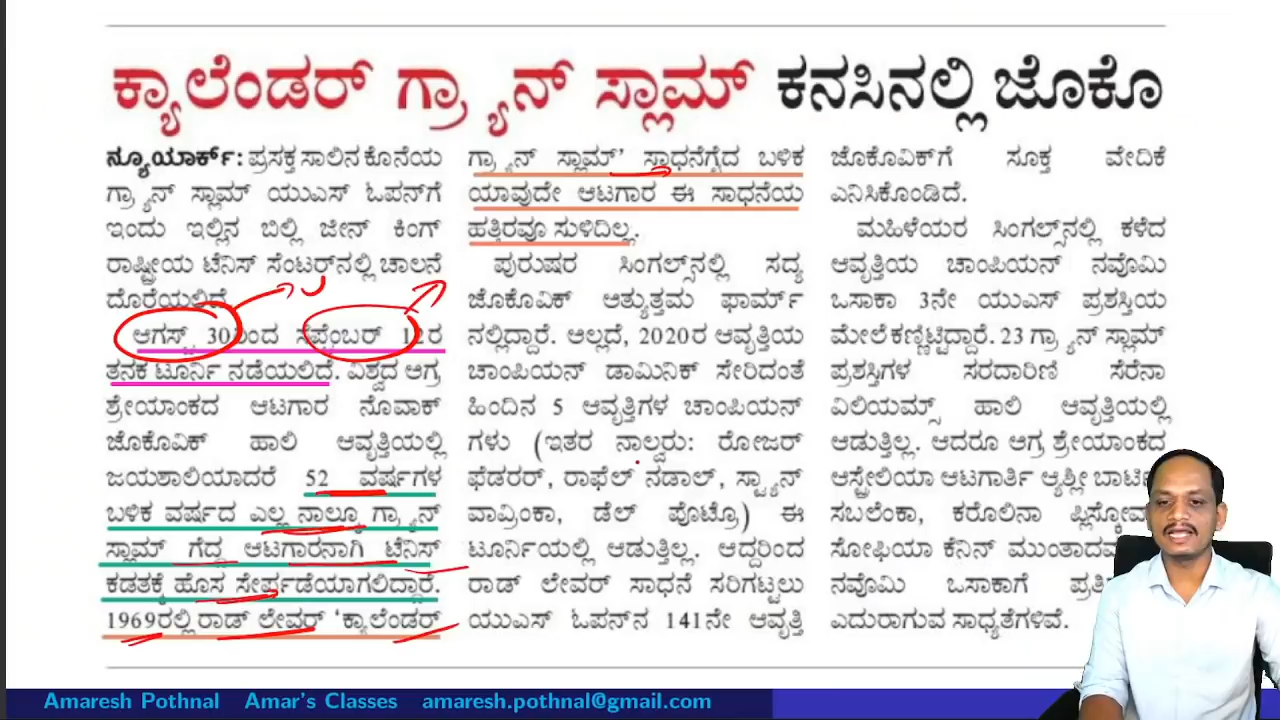 ಕ್ಯಾಲೆಂಡರ್ ಗ್ರ್ಯಾನ್ ಸ್ಲಾಮ್ ಕನಸಿನಲ್ಲಿ ಜೊಕೊ
ನ್ಯೂಯಾರ್ಕ್: ಪ್ರಸಕ್ತ ಸಾಲಿನ ಕೊನೆಯ
ಗ್ರ್ಯಾನ್ ಸ್ಲಾಮ್ ಯುಎಸ್ ಓಪನ್‌ಗೆ
ಇಂದು ಇಲ್ಲಿನ ಬಿಲ್ಲಿ ಜೀನ್ ಕಿಂಗ್
ರಾಷ್ಟ್ರೀಯ ಟೆನಿಸ್ ಸೆಂಟರ್‌ನಲ್ಲಿ ಚಾಲನೆ
ದೊರೆಯಲಿದೆ
ಆಗಸ್ಟ್ 30ರಿಂದ ಸೆಪ್ಟೆಂಬರ್ 12ರ
ತನಕ ಟೂರ್ನಿ ನಡೆಯಲಿದೆ. ವಿಶ್ವದ ಆಗ್ರ
ಶ್ರೇಯಾಂಕದ ಆಟಗಾರ ನೊವಾಕ್
ಜೊಕೊವಿಕ್ ಹಾಲಿ ಆವೃತ್ತಿಯಲ್ಲಿ
ಜಯಶಾಲಿಯಾದರೆ 52 ವರ್ಷಗಳ
ಬಳಿಕ ವರ್ಷದ ಎಲ್ಲ ನಾಲ್ಕೂ ಗ್ರ್ಯಾನ್
ಸ್ಲಾಮ್ ಗೆದ್ದ ಆಟಗಾರನಾಗಿ ಟೆನಿಸ್
ಕಡತಕ್ಕೆ ಹೊಸ ಸೇರ್ಪಡೆಯಾಗಲಿದ್ದಾರೆ.
1969ರಲ್ಲಿ ರಾಡ್ ಲೇವರ್ 'ಕ್ಯಾಲೆಂಡರ್
ಗ್ರ್ಯಾನ್ ಸ್ಲಾಮ್' ಸಾಧನೆಗೈದ ಬಳಿಕ
ಯಾವುದೇ ಆಟಗಾರ ಈ ಸಾಧನೆಯ
ಹತ್ತಿರವೂ ಸುಳಿದಿಲ್ಲ.
ಪುರುಷರ ಸಿಂಗಲ್ಸ್‌ನಲ್ಲಿ ಸದ್ಯ
ಜೊಕೊವಿಕ್ ಅತ್ಯುತ್ತಮ ಫಾರ್ಮ್
ನಲ್ಲಿದ್ದಾರೆ. ಅಲ್ಲದೆ, 2020ರ ಆವೃತ್ತಿಯ
ಚಾಂಪಿಯನ್ ಡಾಮಿನಿಕ್ ಸೇರಿದಂತೆ
ಹಿಂದಿನ 5 ಆವೃತ್ತಿಗಳ ಚಾಂಪಿಯನ್
ಗಳು (ಇತರ ನಾಲ್ವರು: ರೋಜರ್
ಫೆಡರರ್, ರಾಫೆಲ್ ನಡಾಲ್, ಸ್ಟ್ಯಾನ್
ವಾವ್ರಿಂಕಾ, ಡೆಲ್ ಪೊಟ್ರೊ) ಈ
ಟೂರ್ನಿಯಲ್ಲಿ ಆಡುತ್ತಿಲ್ಲ. ಆದ್ದರಿಂದ
ರಾಡ್ ಲೇವರ್ ಸಾಧನೆ ಸರಿಗಟ್ಟಲು
ಯುಎಸ್ ಓಪನ್‌ನ 141ನೇ ಆವೃತ್ತಿ
ಜೊಕೊವಿಕ್‌ಗೆ ಸೂಕ್ತ ವೇದಿಕೆ
ಎನಿಸಿಕೊಂಡಿದೆ.
ಮಹಿಳೆಯರ ಸಿಂಗಲ್ಸ್‌ನಲ್ಲಿ ಕಳೆದ
ಆವೃತ್ತಿಯ ಚಾಂಪಿಯನ್ ನವೊಮಿ
ಒಸಾಕಾ 3ನೇ ಯುಎಸ್ ಪ್ರಶಸ್ತಿಯ
ಮೇಲೆ ಕಣ್ಣಿಟ್ಟಿದ್ದಾರೆ. 23 ಗ್ರ್ಯಾನ್ ಸ್ಲಾಮ್
ಪ್ರಶಸ್ತಿಗಳ ಸರದಾರಿಣಿ ಸೆರೆನಾ
ವಿಲಿಯಮ್ಸ್ ಹಾಲಿ ಆವೃತ್ತಿಯಲ್ಲಿ
ಆಡುತ್ತಿಲ್ಲ. ಆದರೂ ಆಗ್ರ ಶ್ರೇಯಾಂಕದ
ಆಸ್ಟ್ರೇಲಿಯಾ ಆಟಗಾರ್ತಿ ಆ್ಯಶ್ಲೀ
ಸಬಲೆಂಕಾ, ಕರೊಲಿನಾ
ಸೋಫಿಯಾ ಕೆನಿನ್
ನವೊಮಿ ಒಸಾಕಾಗೆ
ಎದುರಾಗುವ ಸಾಧ್ಯತೆಗಳಿವೆ.
Amaresh Pothnal Amar's Classes amaresh.pothnal@gmail.com